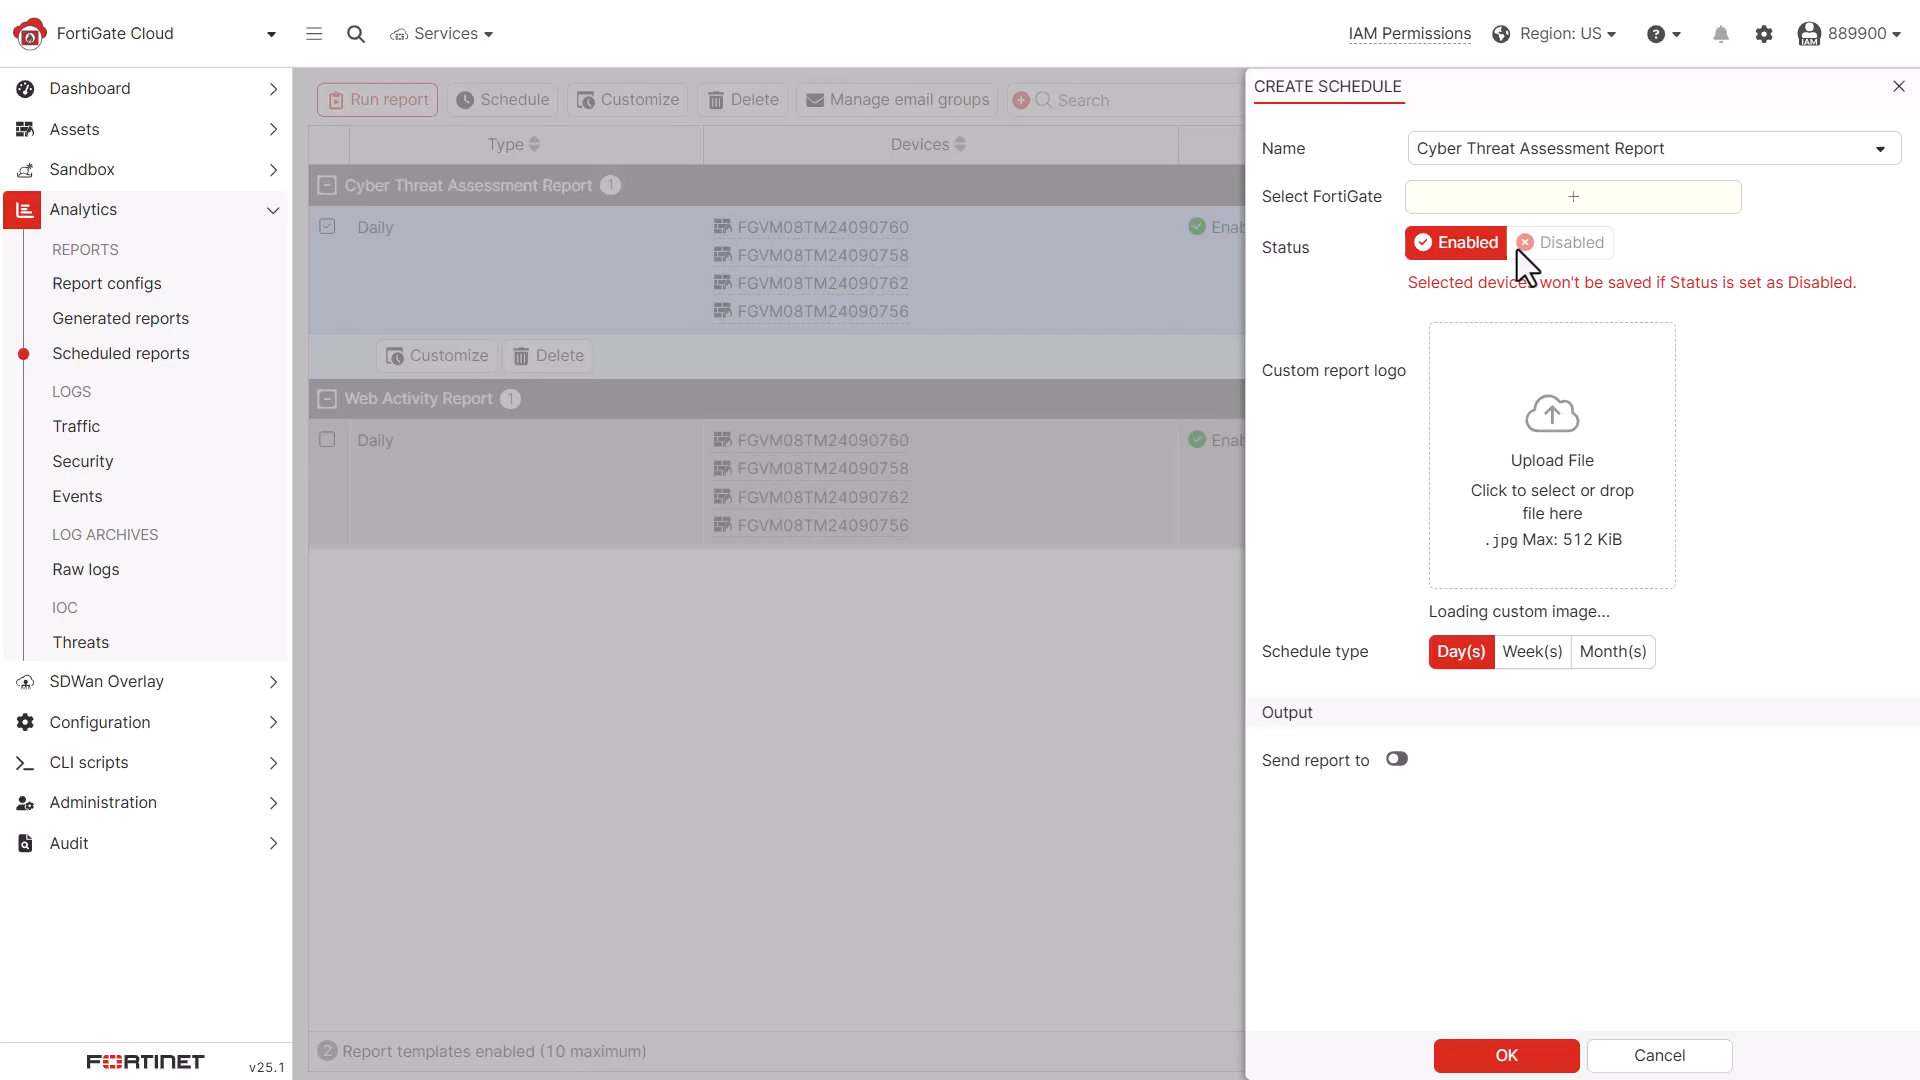 FortiGate Cloud
Services
IAM Permissions
Region: US
889900
Dashboard
Assets
Sandbox
Analytics
REPORTS
Report configs
Generated reports
Scheduled reports
LOGS
Traffic
Security
Events
LOG ARCHIVES
Raw logs
IOC
Threats
SDWan Overlay
Configuration
CLI scripts
Administration
Audit
FORTINET
v25.1
Run report
Schedule
Customize
Delete
Manage email groups
Search
Type
Devices
Cyber Threat Assessment Report 1
Daily
FGVM08TM24090760
Enab
FGVM08TM24090758
FGVM08TM24090762
FGVM08TM24090756
Customize
Delete
Web Activity Report 1
Daily
FGVM08TM24090760
Enab
FGVM08TM24090758
FGVM08TM24090762
FGVM08TM24090756
2 Report templates enabled (10 maximum)
CREATE SCHEDULE
Name
Cyber Threat Assessment Report
Select FortiGate
Status
Enabled
Disabled
Selected devices won't be saved if Status is set as Disabled.
Custom report logo
Upload File
Click to select or drop
file here
.jpg Max: 512 KiB
Loading custom image...
Schedule type
Day(s)
Week(s)
Month(s)
Output
Send report to
OK
Cancel